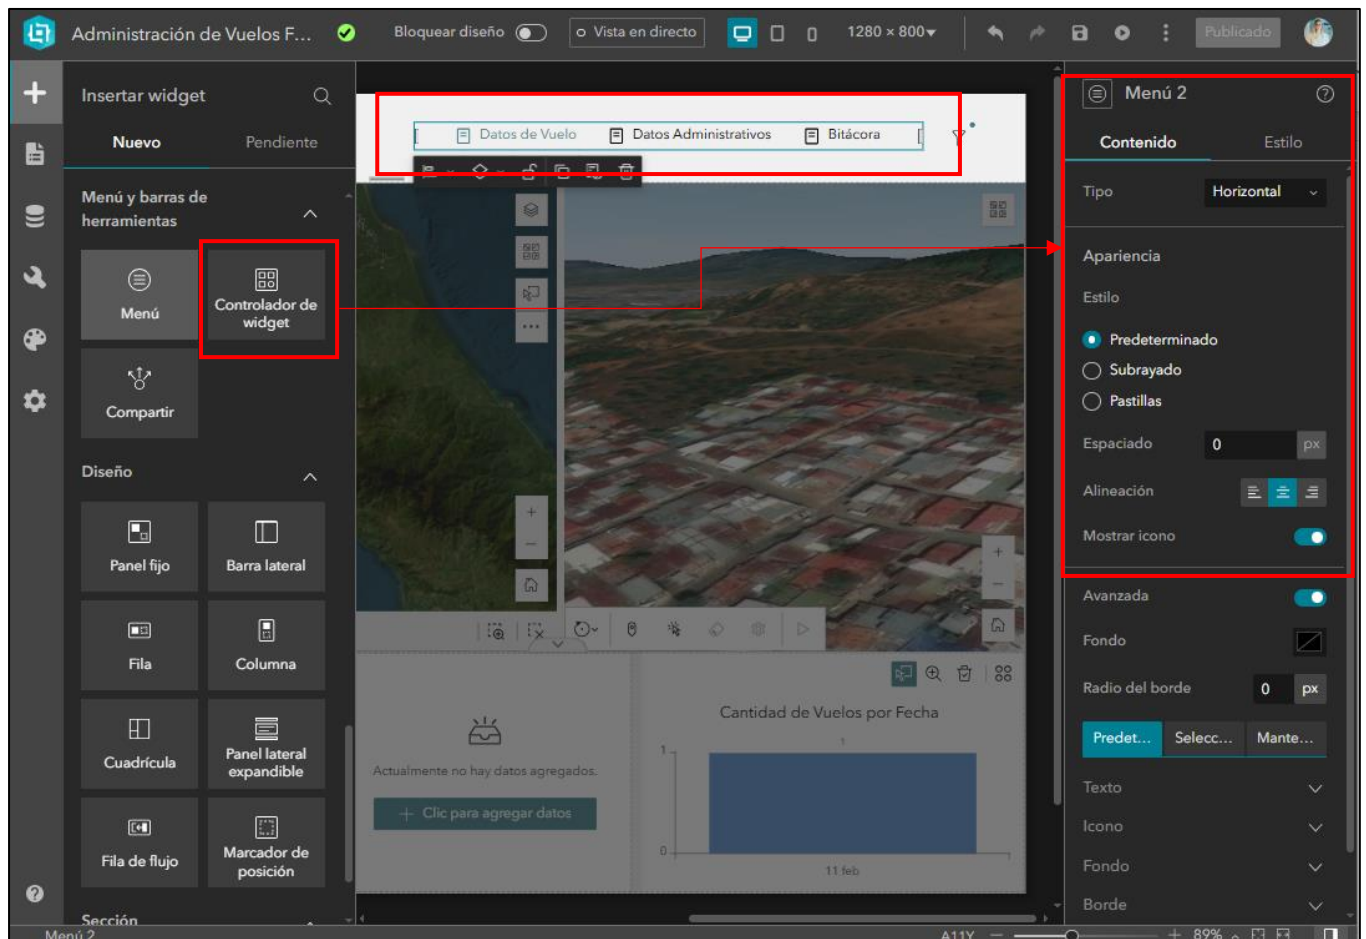 Administración de Vuelos F...
Bloquear diseño
Vista en directo
1280 × 800
Publicado
Insertar widget
Nuevo
Pendiente
Menú y barras de
herramientas
Menú
Controlador de
widget
Compartir
Diseño
Panel fijo
Barra lateral
Fila
Columna
Cuadrícula
Panel lateral
expandible
Fila de flujo
Marcador de
posición
Sección
Menú 2
Datos de Vuelo
Datos Administrativos
Bitácora
Actualmente no hay datos agregados.
+ Clic para agregar datos
Cantidad de Vuelos por Fecha
1
1
0
11 feb
A11Y
89%
Menú 2
Contenido
Estilo
Tipo
Horizontal
Apariencia
Estilo
Predeterminado
Subrayado
Pastillas
Espaciado
0
px
Alineación
Mostrar icono
Avanzada
Fondo
Radio del borde
0
px
Predet...
Selecc...
Mante...
Texto
Icono
Fondo
Borde